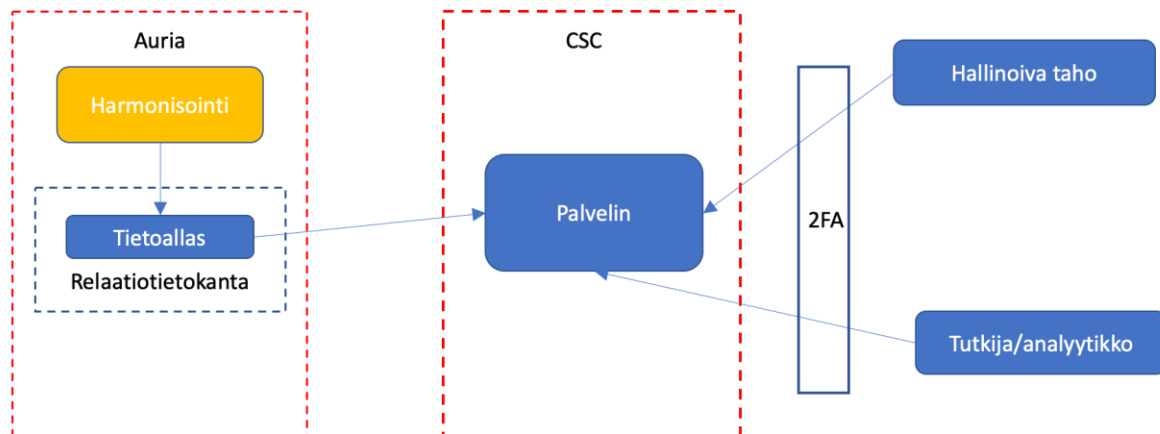 Auria
CSC
Harmonisointi
Hallinoiva taho
Palvelin
2FA
Tietoallas
Relaatiotietokanta
Tutkija/analyytikko